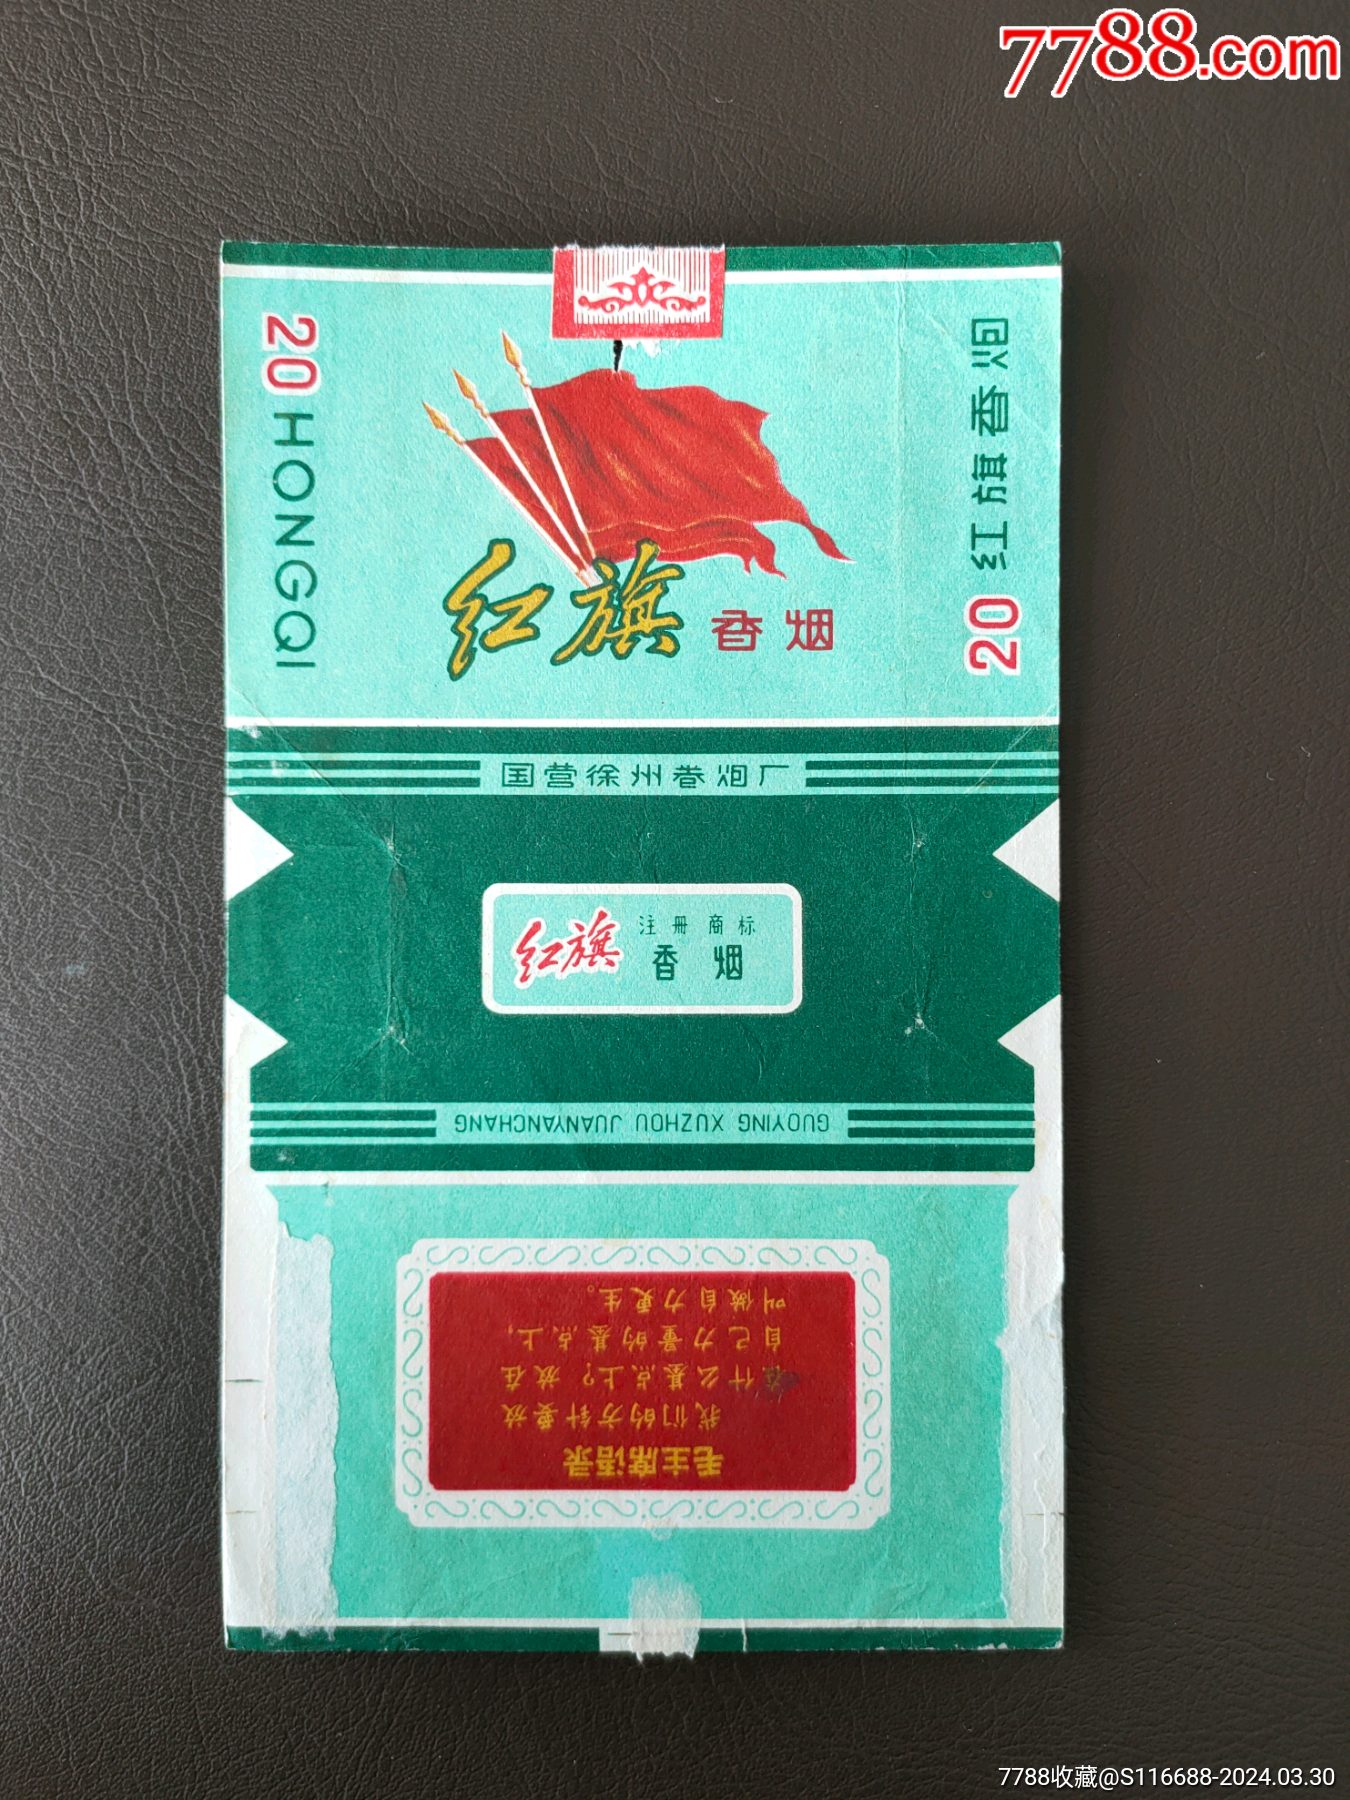 7788.com
20 HONGQI
红旗 香烟
20 红旗香烟
国营徐州卷烟厂
红旗 注册商标
香烟
GUOYING XUZHOU JUANYANCHANG
毛主席语录
我们的方针要放
在什么基点上？放在
自己力量的基点上，
叫做自力更生。
7788收藏@S116688-2024.03.30